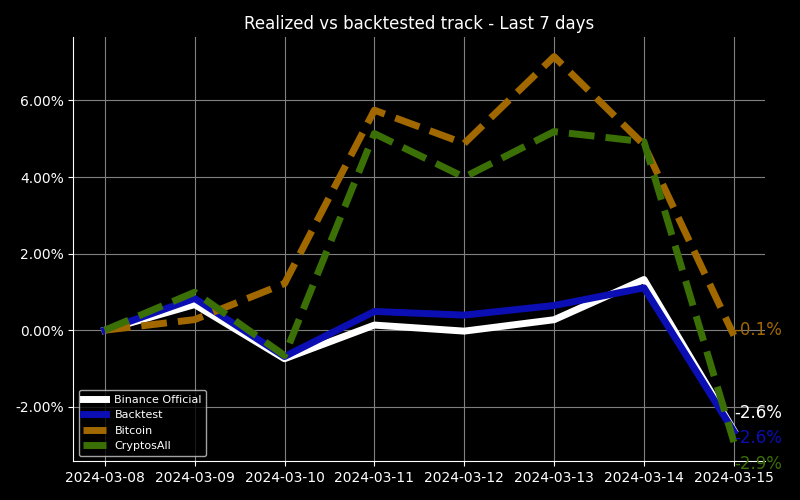 Realized vs backtested track - Last 7 days
6.00%
4.00%
2.00%
0.00%
-2.00%
-0.1%
-2.6%
-2.6%
-2.9%
Binance Official
Backtest
Bitcoin
CryptosAll
2024-03-08 2024-03-09 2024-03-10 2024-03-11 2024-03-12 2024-03-13 2024-03-14 2024-03-15